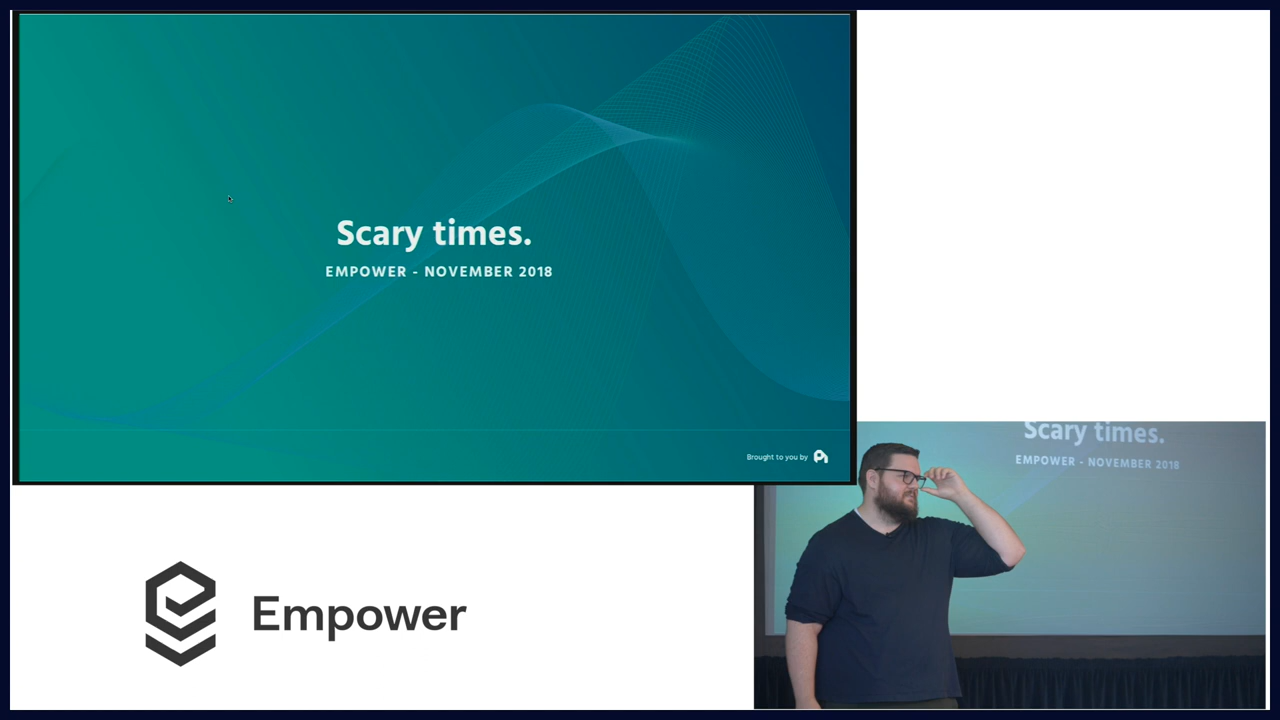 Scary times.
EMPOWER - NOVEMBER 2018
Brought to you by
Scary times.
EMPOWER - NOVEMBER 2018
Empower